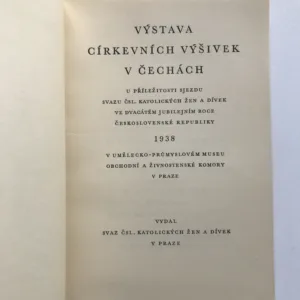 VÝSTAVA
CÍRKEVNÍCH VÝŠIVEK
V ČECHÁCH
U PŘÍLEŽITOSTI SJEZDU
SVAZU ČSL. KATOLICKÝCH ŽEN A DÍVEK
VE DVACÁTÉM JUBILEJNÍM ROCE
ČESKOSLOVENSKÉ REPUBLIKY
1938
V UMĚLECKO-PRŮMYSLOVÉM MUSEU
OBCHODNÍ A ŽIVNOSTENSKÉ KOMORY
V PRAZE
VYDAL
SVAZ ČSL. KATOLICKÝCH ŽEN A DÍVEK
V PRAZE